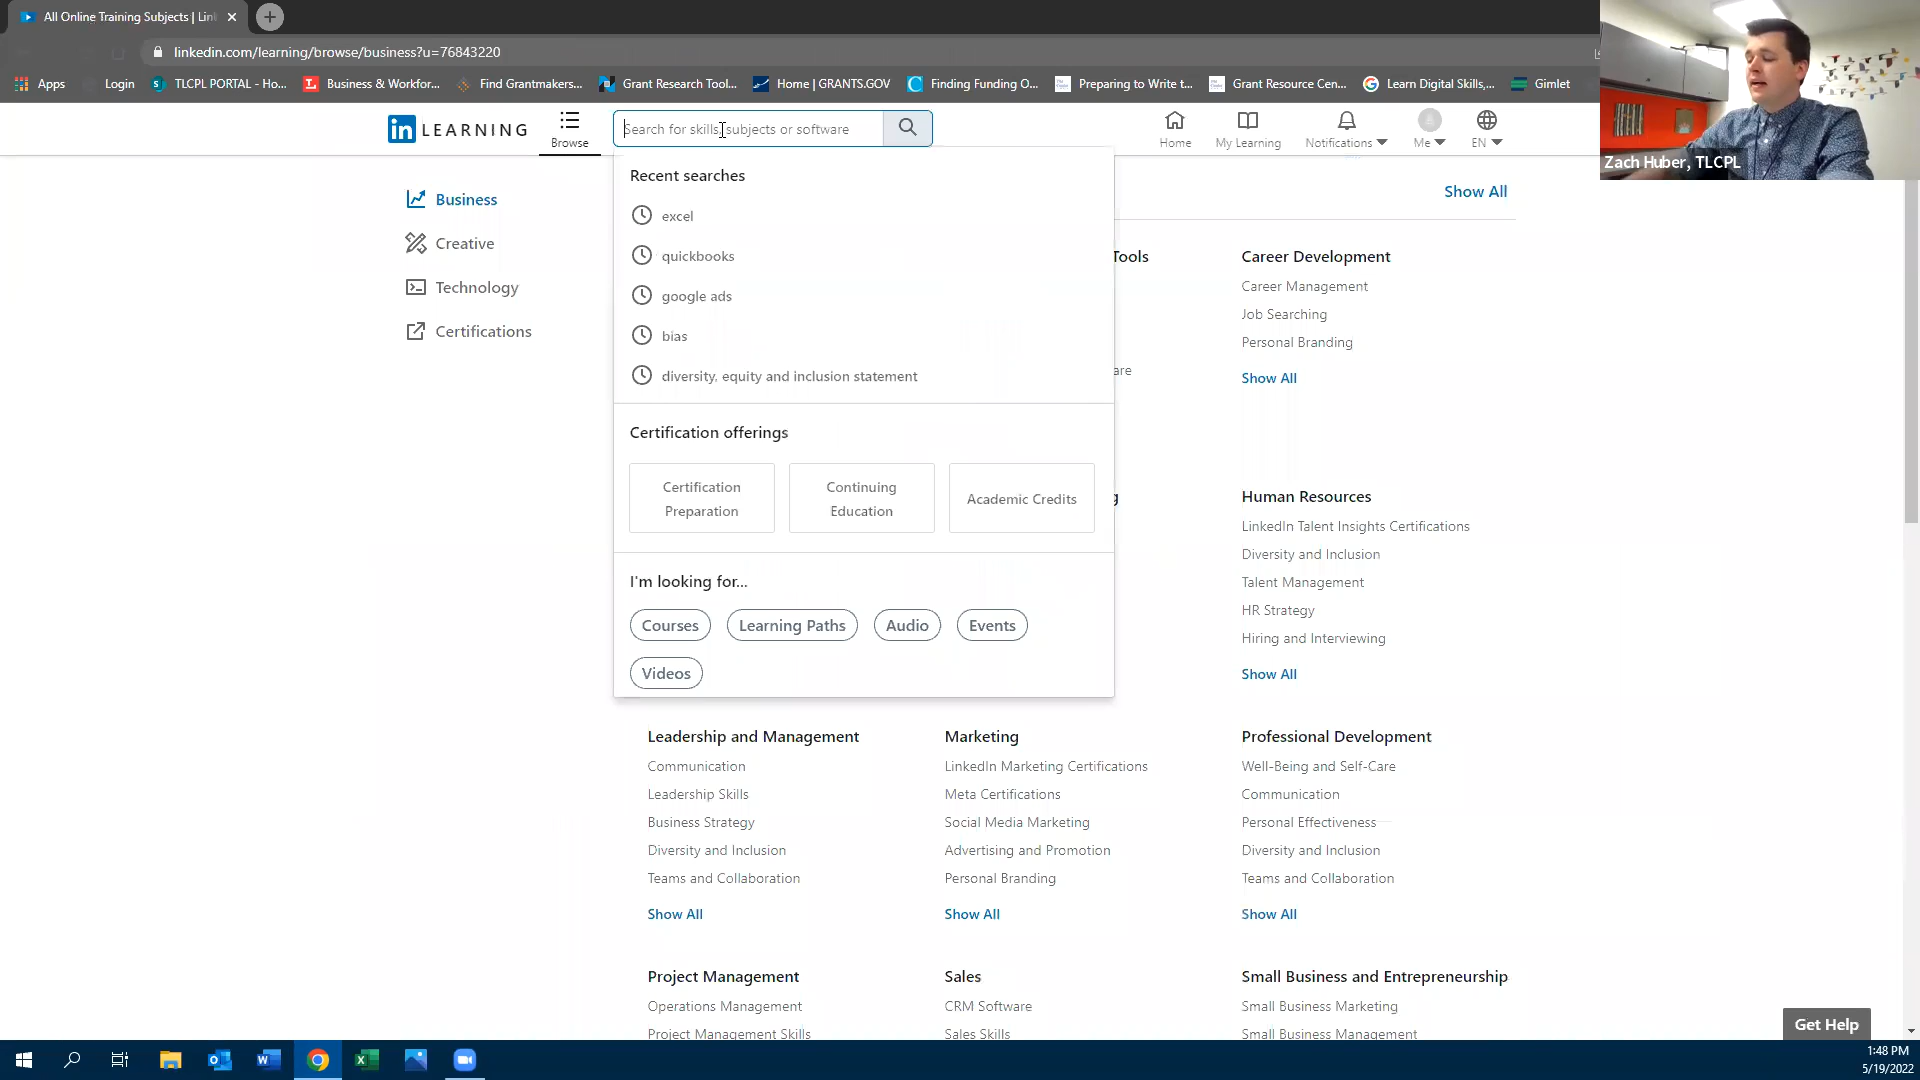 All Online Training Subjects | Lin
linkedin.com/learning/browse/business?u=76843220
Apps
Login
TLCPL PORTAL - Ho...
Business & Workfor...
Find Grantmakers...
Grant Research Tool...
Home | GRANTS.GOV
Finding Funding O...
Preparing to Write t...
Grant Resource Cen...
Learn Digital Skills,...
Gimlet
Zach Huber, TLCPL
in LEARNING
Browse
Search for skills, subjects or software
Home
My Learning
Notifications
Me
EN
Business
Creative
Technology
Certifications
Recent searches
excel
quickbooks
google ads
bias
diversity, equity and inclusion statement
Certification offerings
Certification
Preparation
Continuing
Education
Academic Credits
I'm looking for...
Courses
Learning Paths
Audio
Events
Videos
Show All
Tools
are
g
Career Development
Career Management
Job Searching
Personal Branding
Show All
Human Resources
LinkedIn Talent Insights Certifications
Diversity and Inclusion
Talent Management
HR Strategy
Hiring and Interviewing
Show All
Leadership and Management
Communication
Leadership Skills
Business Strategy
Diversity and Inclusion
Teams and Collaboration
Show All
Marketing
LinkedIn Marketing Certifications
Meta Certifications
Social Media Marketing
Advertising and Promotion
Personal Branding
Show All
Professional Development
Well-Being and Self-Care
Communication
Personal Effectiveness
Diversity and Inclusion
Teams and Collaboration
Show All
Project Management
Operations Management
Project Management Skills
Sales
CRM Software
Sales Skills
Small Business and Entrepreneurship
Small Business Marketing
Small Business Management
Get Help
1:48 PM
5/19/2022